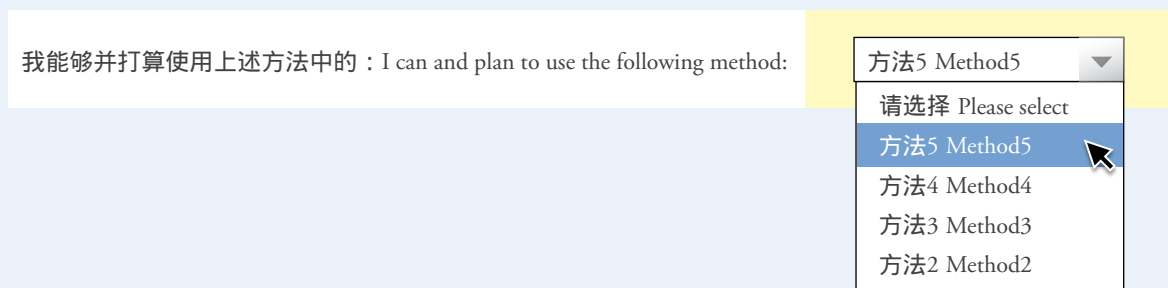 我能够并打算使用上述方法中的：I can and plan to use the following method:
方法5 Method5
请选择 Please select
方法5 Method5
方法4 Method4
方法3 Method3
方法2 Method2